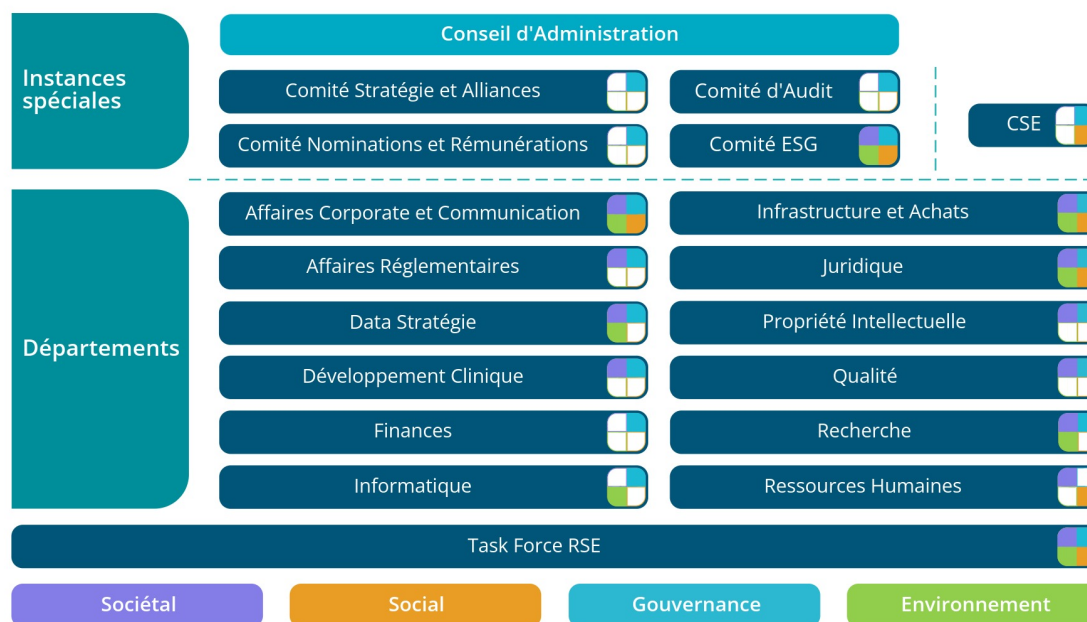 Conseil d'Administration
Instances
spéciales
Comité Stratégie et Alliances
Comité d'Audit
CSE
Comité Nominations et Rémunérations
Comité ESG
Départements
Affaires Corporate et Communication
Infrastructure et Achats
Affaires Réglementaires
Juridique
Data Stratégie
Propriété Intellectuelle
Développement Clinique
Qualité
Finances
Recherche
Informatique
Ressources Humaines
Task Force RSE
Sociétal
Social
Gouvernance
Environnement